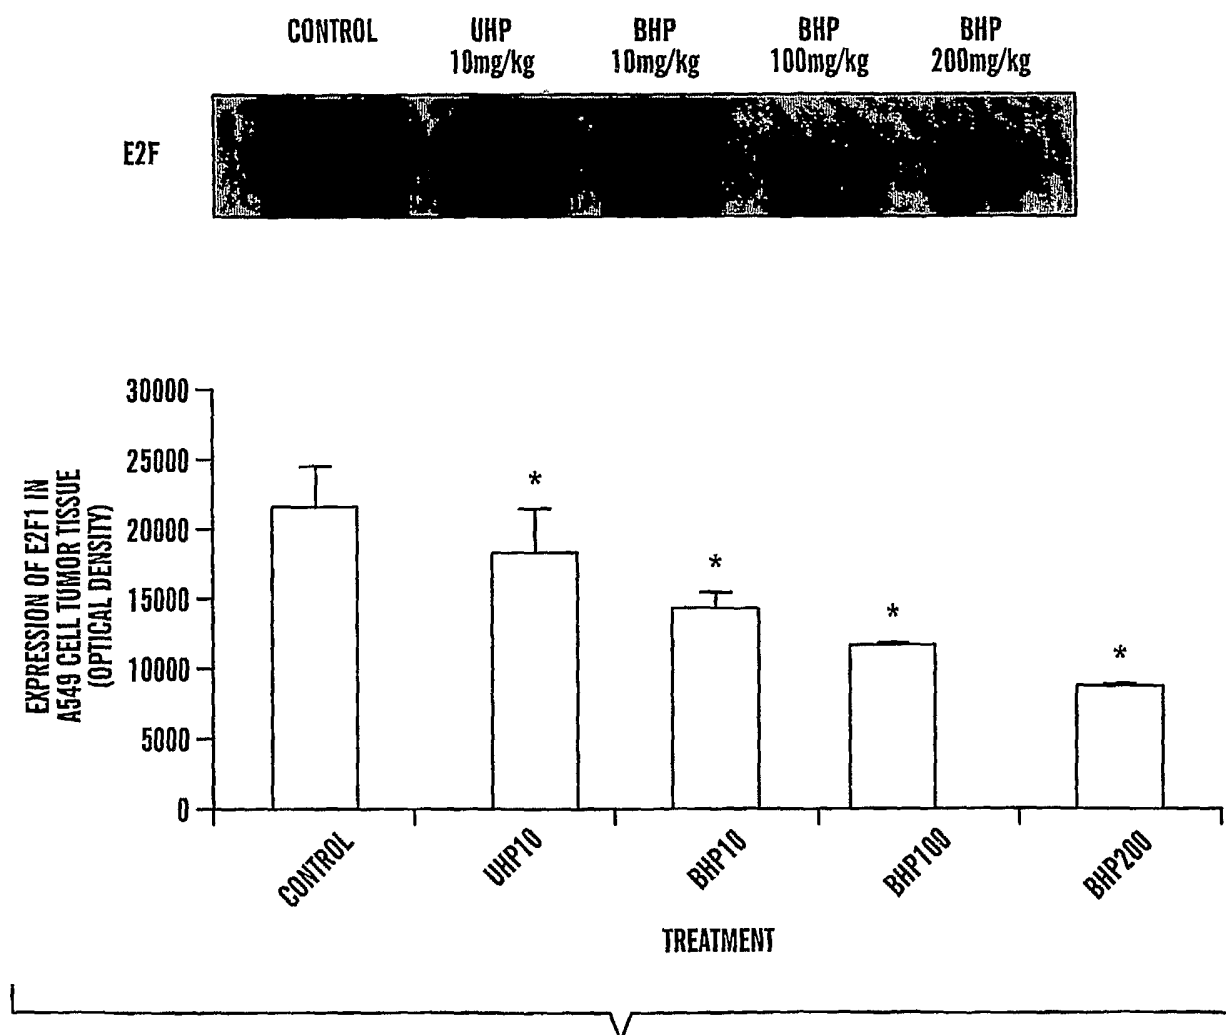 CONTROL UHP BHP BHP BHP
10mg/kg 10mg/kg 100mg/kg 200mg/kg
E2F
30000
25000
20000
15000
10000
5000
0
EXPRESSION OF E2F1 IN
A549 CELL TUMOR TISSUE
(OPTICAL DENSITY)
*
*
*
*
CONTROL UHP10 BHP10 BHP100 BHP200
TREATMENT